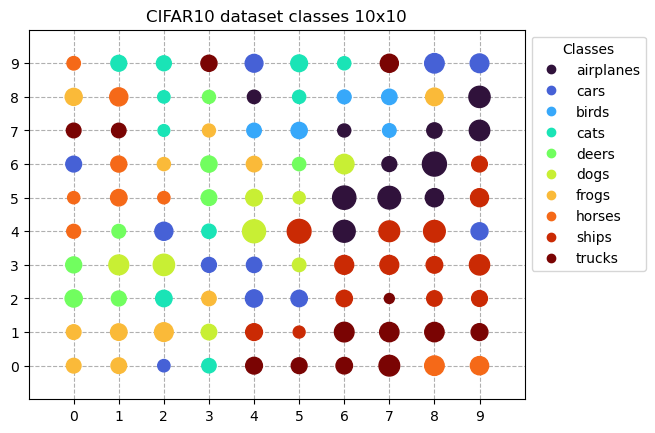 CIFAR10 dataset classes 10x10
9
8
7
6
5
4
3
2
1
0
0 1 2 3 4 5 6 7 8 9
Classes
airplanes
cars
birds
cats
deers
dogs
frogs
horses
ships
trucks